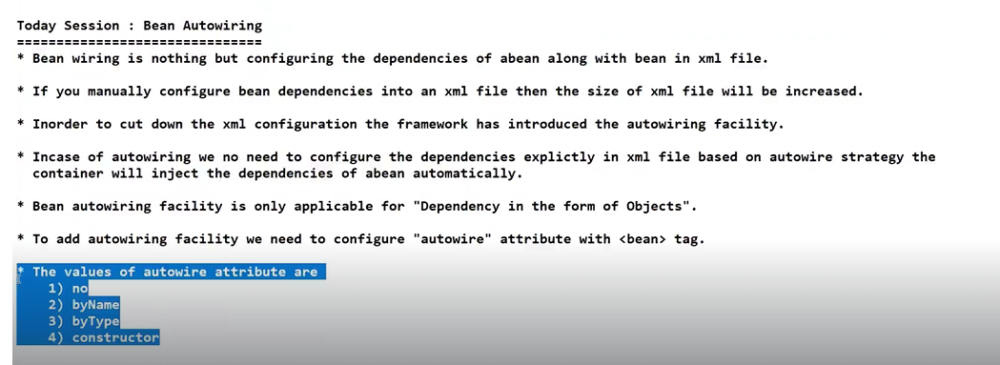 Today Session : Bean Autowiring
===============================
* Bean wiring is nothing but configuring the dependencies of abean along with bean in xml file.
* If you manually configure bean dependencies into an xml file then the size of xml file will be increased.
* Inorder to cut down the xml configuration the framework has introduced the autowiring facility.
* Incase of autowiring we no need to configure the dependencies explictly in xml file based on autowire strategy the
container will inject the dependencies of abean automatically.
* Bean autowiring facility is only applicable for "Dependency in the form of Objects".
* To add autowiring facility we need to configure "autowire" attribute with <bean> tag.
* The values of autowire attribute are
1) no
2) byName
3) byType
4) constructor